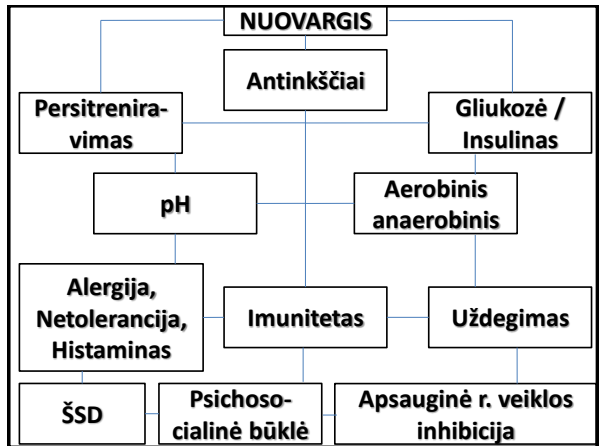 NUOVARGIS
Antinkščiai
Persitrenira-
vimas
Gliukozė /
Insulinas
pH
Aerobinis
anaerobinis
Alergija,
Netolerancija,
Histaminas
Imunitetas
Uždegimas
ŠSD
Psichoso-
cialinė būklė
Apsauginė r. veiklos
inhibicija